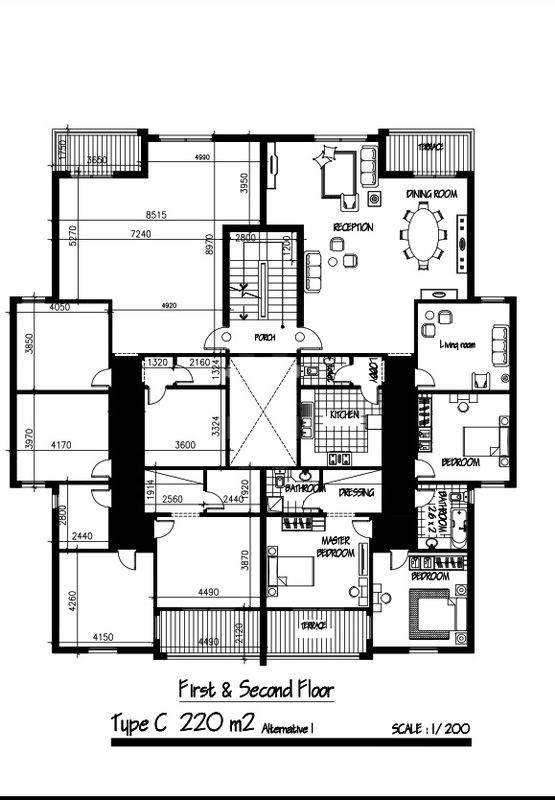 1750
3650
4990
3950
TERRACE
DINING ROOM
5270
8515
RECEPTION
7240
8970
2800
1200
4050
4920
PORCH
3850
1320
2160
1324
LOBBY
Living room
3970
4170
3600
3324
KITCHEN
BEDROOM
1914
2560
2440
1920
BATHROOM
DRESSING
BATHROOM
2.6 x 2
2800
2440
3870
MASTER
BEDROOM
BEDROOM
4260
4490
4150
4490
2120
TERRACE
First & Second Floor
Type C 220 m2 Alternative 1
SCALE : 1/ 200